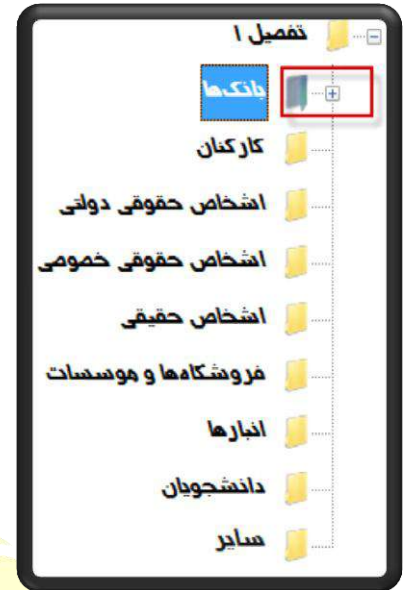 تفصیل ۱
بانک‌ها
کارکنان
اشخاص حقوقی دولتی
اشخاص حقوقی خصوصی
اشخاص حقیقی
فروشگاه‌ها و موسسات
انبارها
دانشجویان
سایر